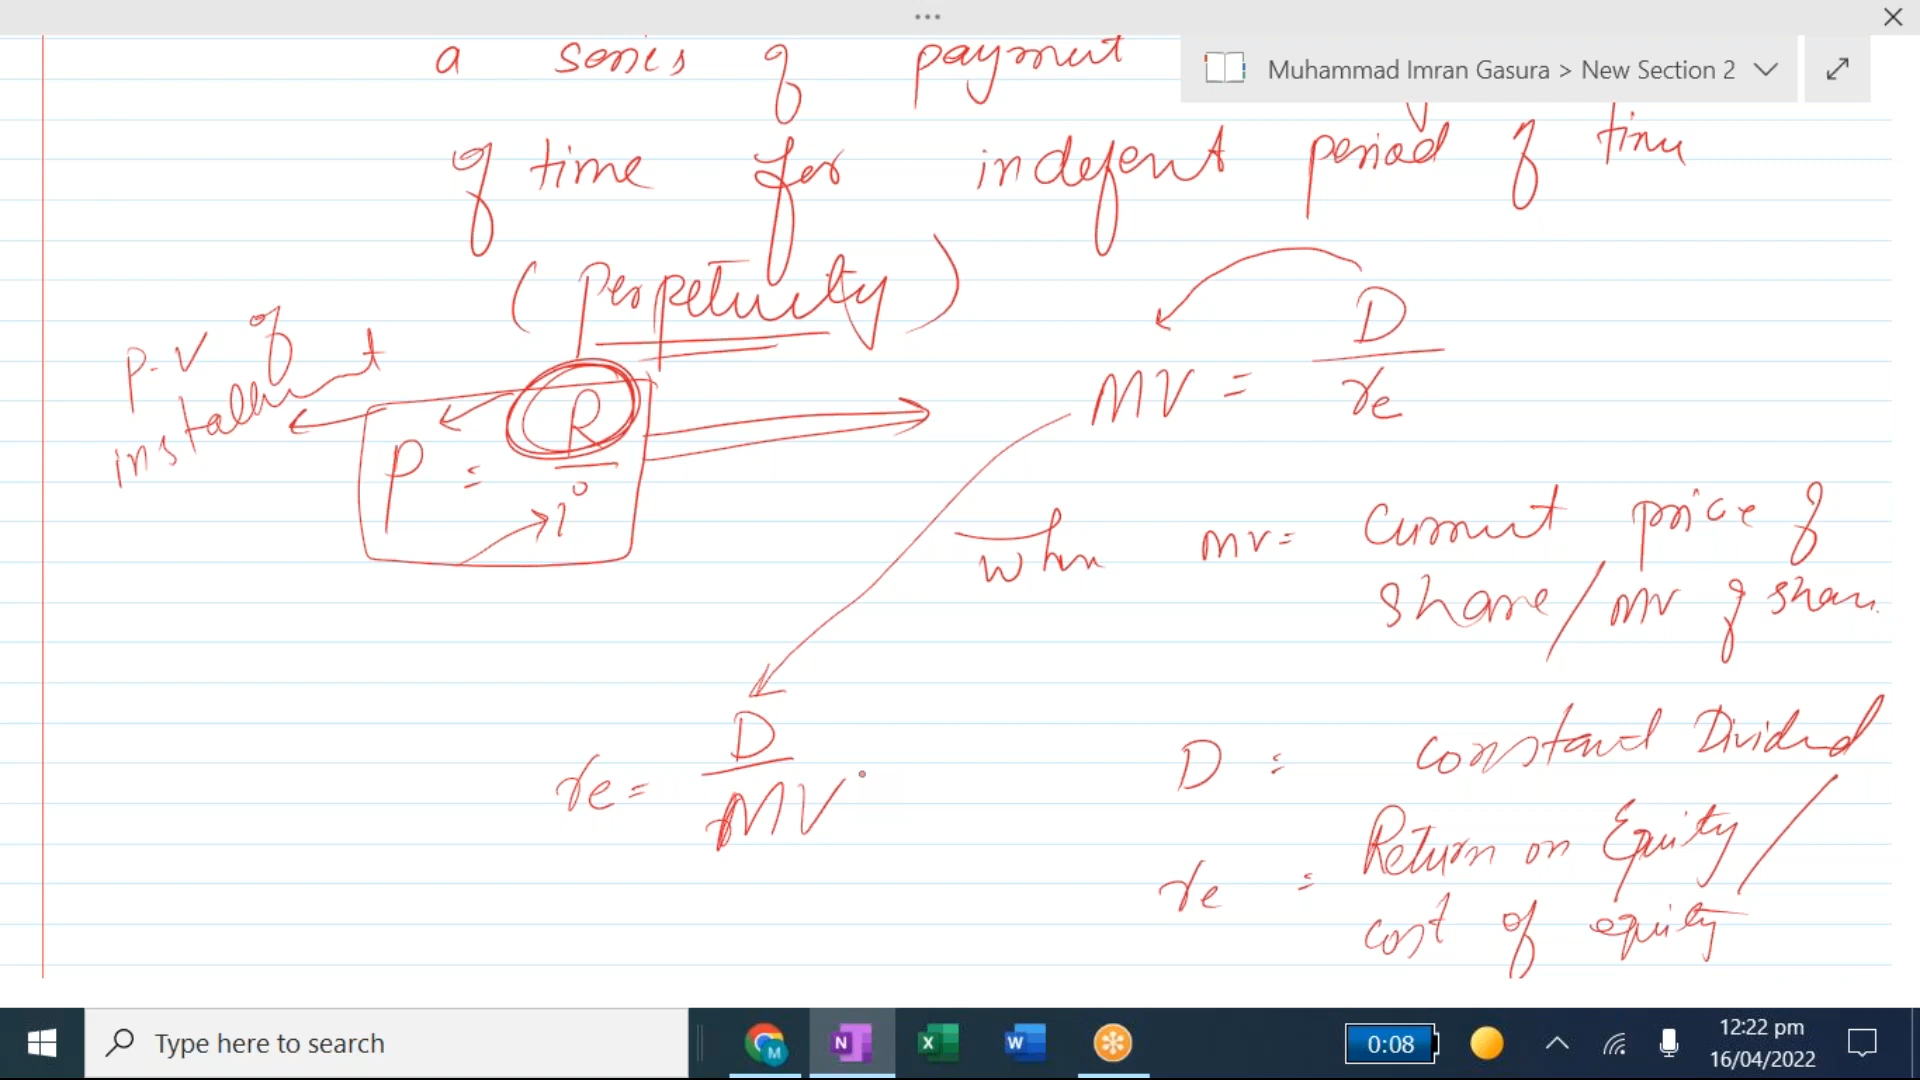 a series of payment
Muhammad Imran Gasura > New Section 2
of time for indefent period of time
(Perpetuity)
P.V of installment
P = R / i
MV = D / re
when MV = Current price of share / MV of share
re = D / MV
D = constant Divided
re = Return on Equity / cost of equity
Type here to search
0:08
12:22 pm
16/04/2022